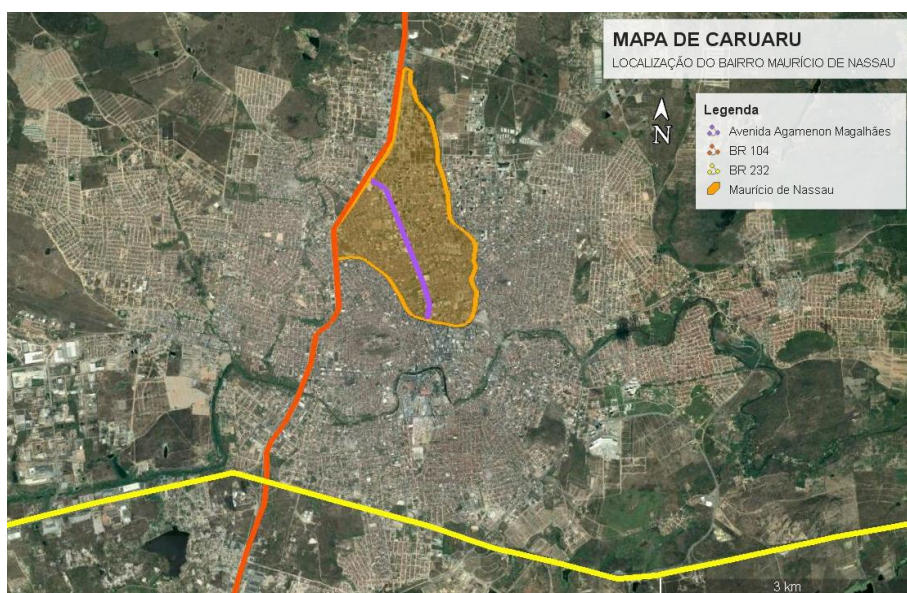 MAPA DE CARUARU
LOCALIZAÇÃO DO BAIRRO MAURÍCIO DE NASSAU
N
Legenda
Avenida Agamenon Magalhães
BR 104
BR 232
Maurício de Nassau
3 km